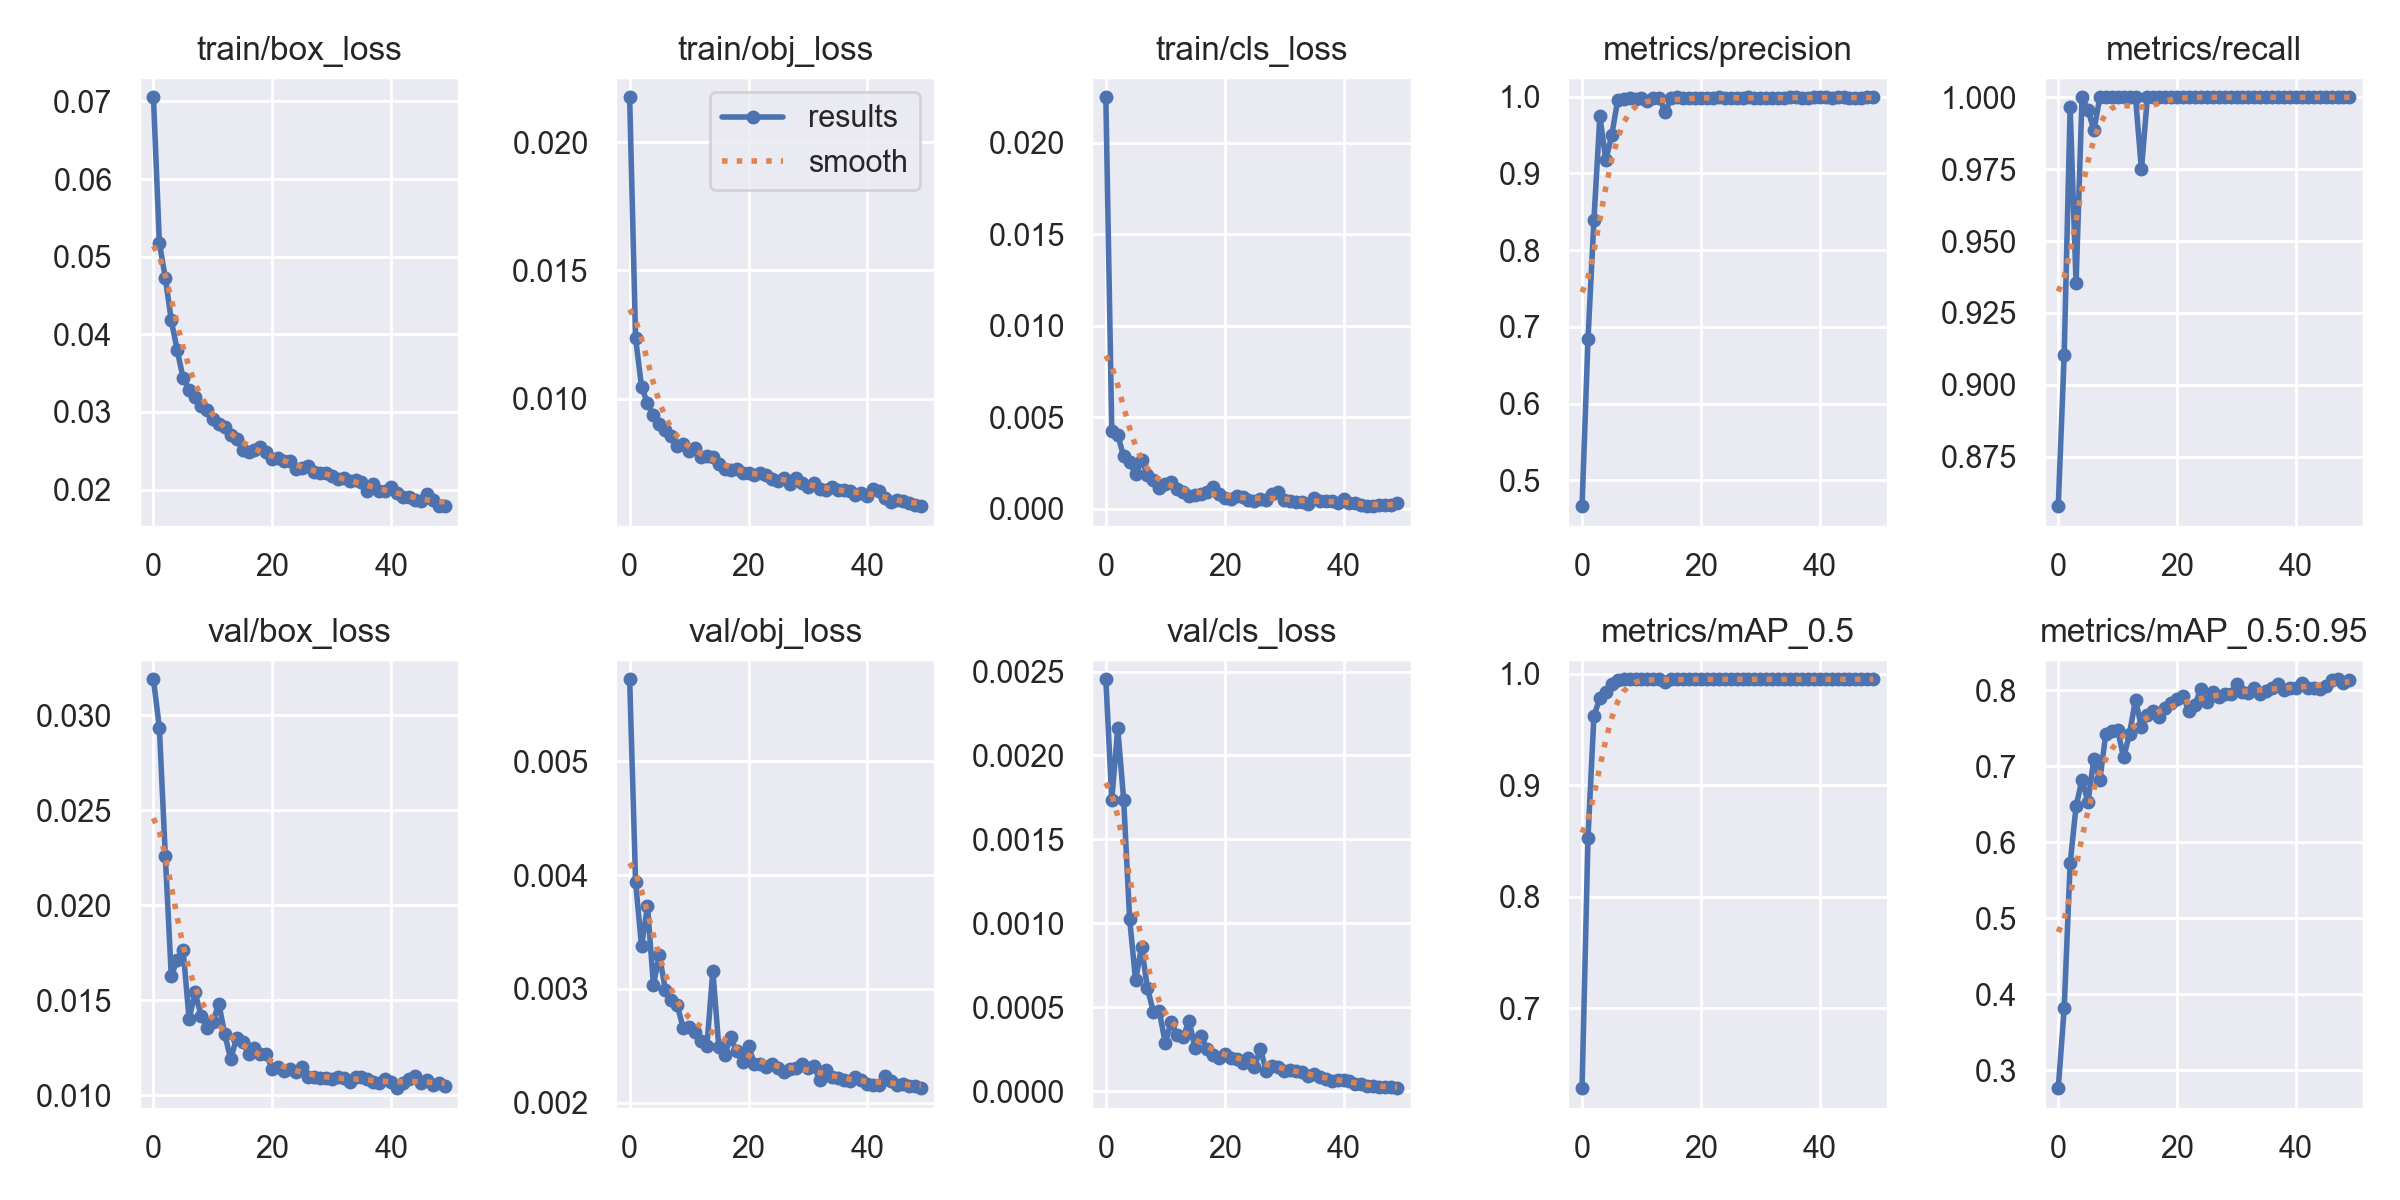 train/box_loss
0.07
0.06
0.05
0.04
0.03
0.02
0 20 40
train/obj_loss
results
smooth
0.020
0.015
0.010
0 20 40
train/cls_loss
0.020
0.015
0.010
0.005
0.000
0 20 40
metrics/precision
1.0
0.9
0.8
0.7
0.6
0.5
0 20 40
metrics/recall
1.000
0.975
0.950
0.925
0.900
0.875
0 20 40
val/box_loss
0.030
0.025
0.020
0.015
0.010
0 20 40
val/obj_loss
0.005
0.004
0.003
0.002
0 20 40
val/cls_loss
0.0025
0.0020
0.0015
0.0010
0.0005
0.0000
0 20 40
metrics/mAP_0.5
1.0
0.9
0.8
0.7
0 20 40
metrics/mAP_0.5:0.95
0.8
0.7
0.6
0.5
0.4
0.3
0 20 40